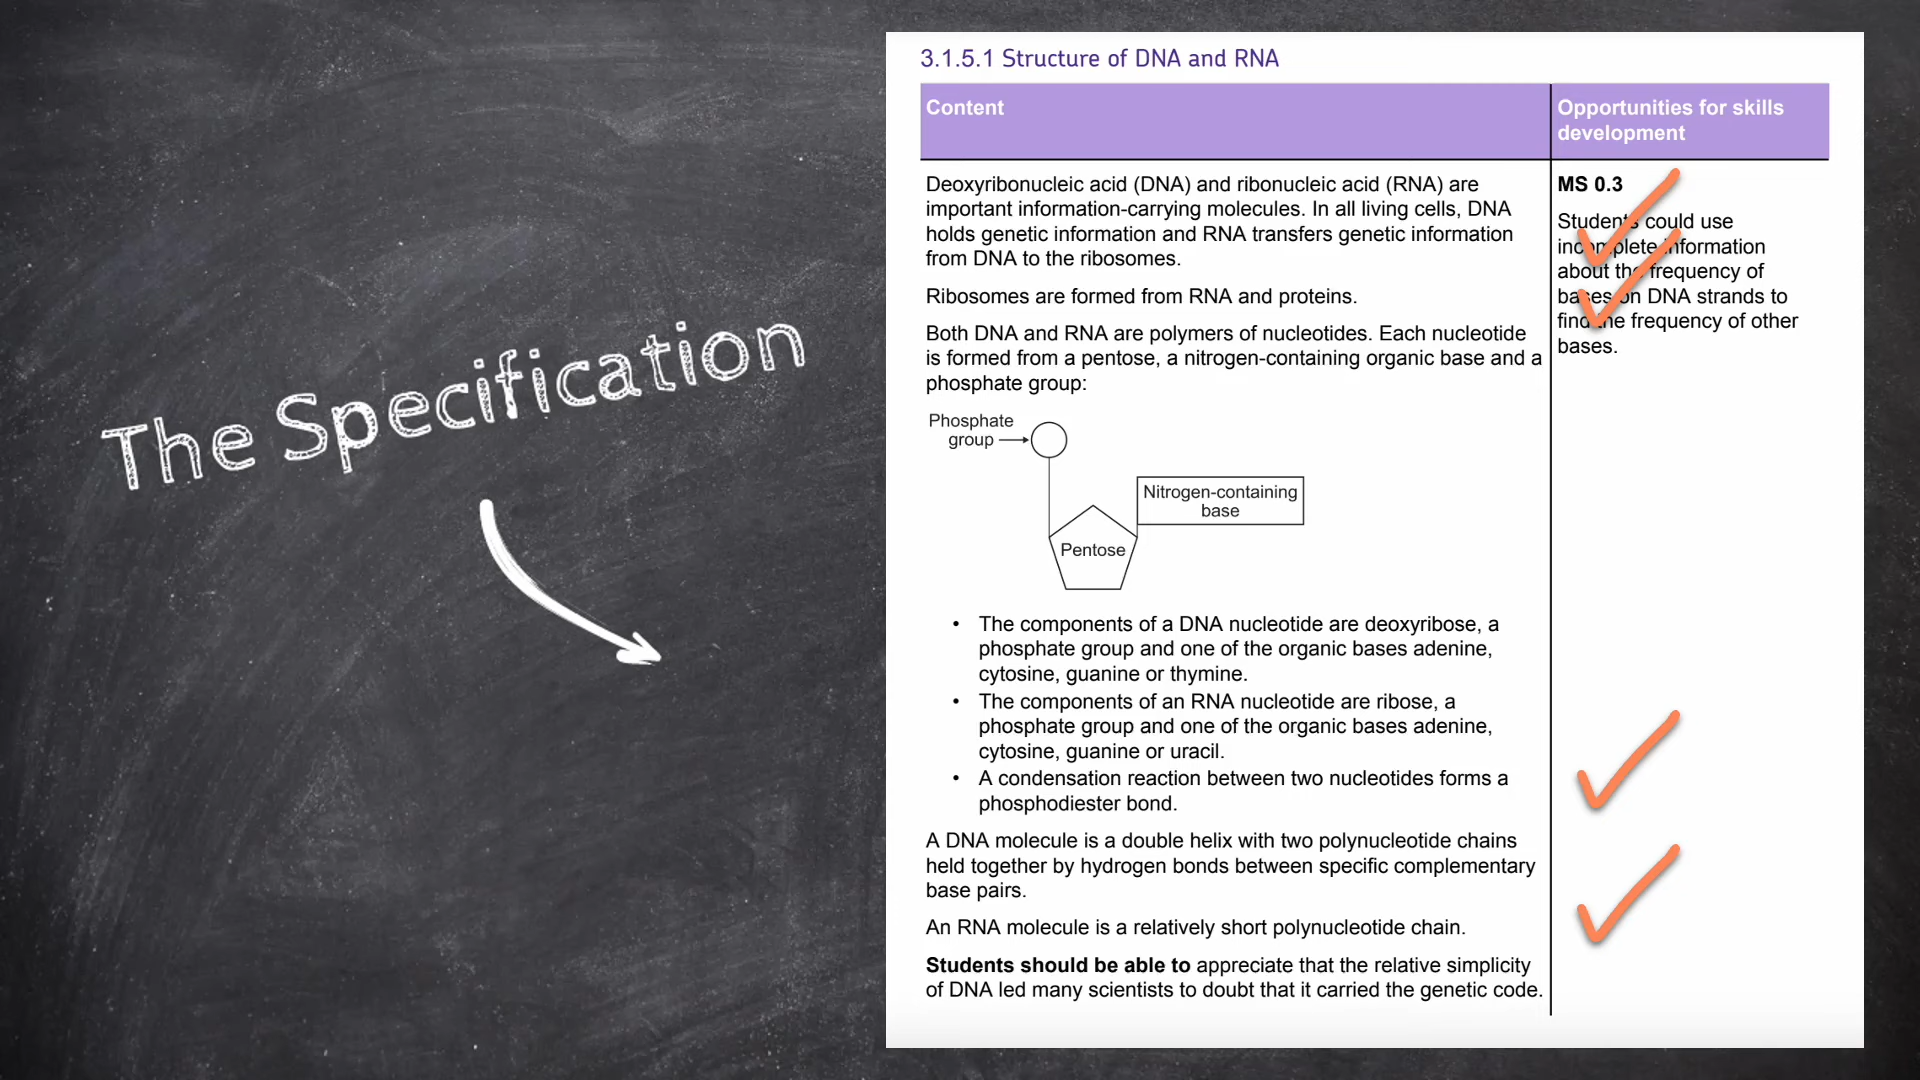 The Specification
3.1.5.1 Structure of DNA and RNA
Content
Opportunities for skills
development
Deoxyribonucleic acid (DNA) and ribonucleic acid (RNA) are
important information-carrying molecules. In all living cells, DNA
holds genetic information and RNA transfers genetic information
from DNA to the ribosomes.
Ribosomes are formed from RNA and proteins.
Both DNA and RNA are polymers of nucleotides. Each nucleotide
is formed from a pentose, a nitrogen-containing organic base and a
phosphate group:
Phosphate
group
Nitrogen-containing
base
Pentose
• The components of a DNA nucleotide are deoxyribose, a
phosphate group and one of the organic bases adenine,
cytosine, guanine or thymine.
• The components of an RNA nucleotide are ribose, a
phosphate group and one of the organic bases adenine,
cytosine, guanine or uracil.
• A condensation reaction between two nucleotides forms a
phosphodiester bond.
A DNA molecule is a double helix with two polynucleotide chains
held together by hydrogen bonds between specific complementary
base pairs.
An RNA molecule is a relatively short polynucleotide chain.
Students should be able to appreciate that the relative simplicity
of DNA led many scientists to doubt that it carried the genetic code.
MS 0.3
Students could use
incomplete information
about the frequency of
bases on DNA strands to
find the frequency of other
bases.